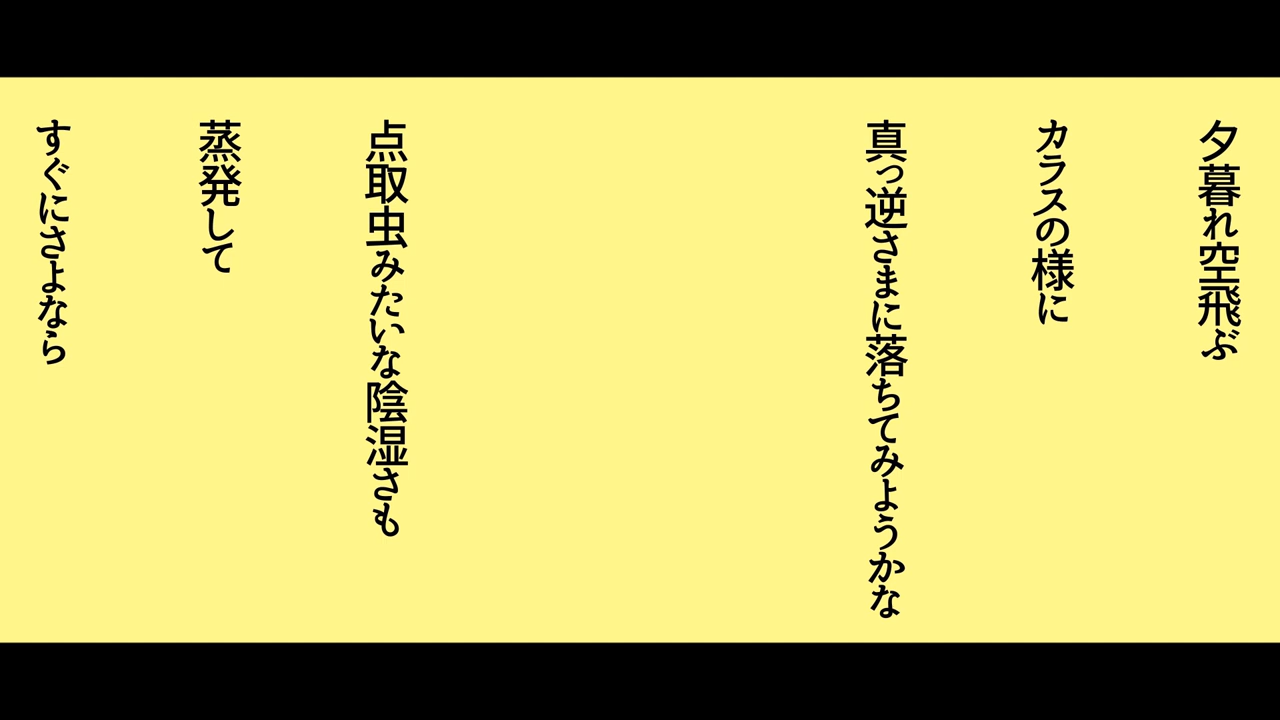 夕暮れ空飛ぶ
カラスの様に
真っ逆さまに落ちてみようかな
点取虫みたいな陰湿さも
蒸発して
すぐにさよなら